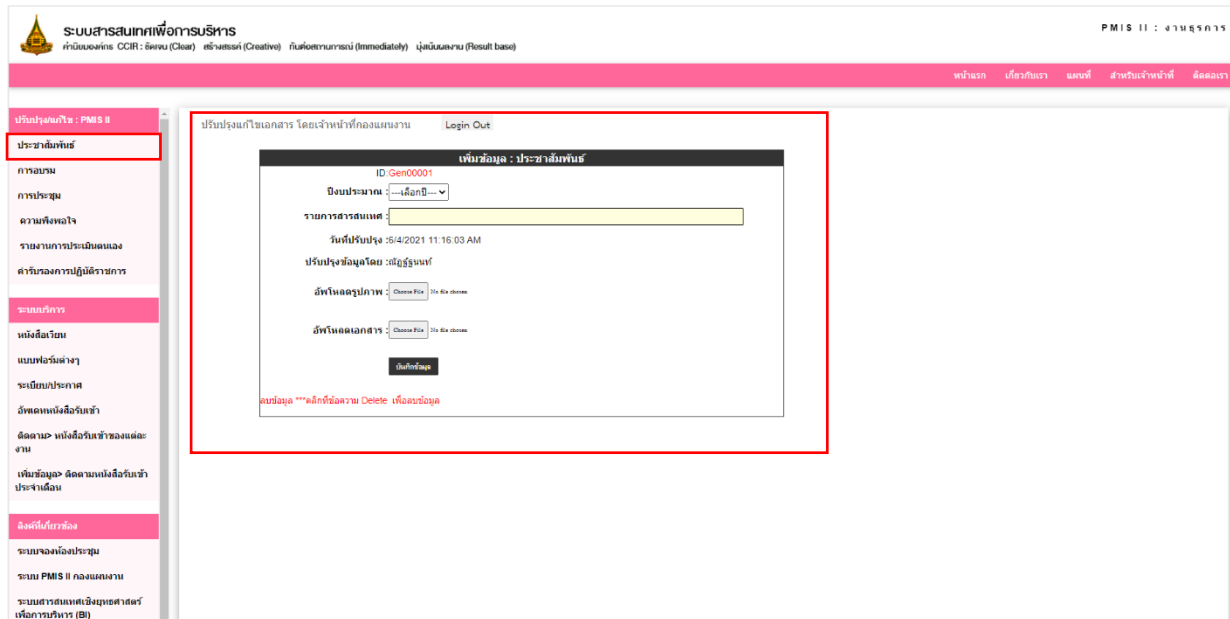 ระบบสารสนเทศเพื่อการบริหาร
ค่านิยมองค์กร CCIR : ชัดเจน (Clear) สร้างสรรค์ (Creative) ทันต่อสถานการณ์ (Immediately) มุ่งเน้นผลงาน (Result base)
PMIS II : งานธุรการ
หน้าแรก เกี่ยวกับเรา แผนที่ สำหรับเจ้าหน้าที่ ติดต่อเรา
ปรับปรุง/แก้ไข : PMIS II
ประชาสัมพันธ์
การอบรม
การประชุม
ความพึงพอใจ
รายงานการประเมินตนเอง
คำรับรองการปฏิบัติราชการ
ระบบบริการ
หนังสือเวียน
แบบฟอร์มต่างๆ
ระเบียบ/ประกาศ
อัพเดทหนังสือรับเข้า
ติดตาม> หนังสือรับเข้าของแต่ละ
งาน
เพิ่มข้อมูล> ติดตามหนังสือรับเข้า
ประจำเดือน
ลิงค์ที่เกี่ยวข้อง
ระบบจองห้องประชุม
ระบบ PMIS II กองแผนงาน
ระบบสารสนเทศเชิงยุทธศาสตร์
เพื่อการบริหาร (BI)
ปรับปรุงแก้ไขเอกสาร โดยเจ้าหน้าที่กองแผนงาน Login Out
เพิ่มข้อมูล : ประชาสัมพันธ์
ID:Gen00001
ปีงบประมาณ : ---เลือกปี---
รายการสารสนเทศ :
วันที่ปรับปรุง :6/4/2021 11:16:03 AM
ปรับปรุงข้อมูลโดย :ณัฏฐ์ฐนนท์
อัพโหลดรูปภาพ : Choose File No file chosen
อัพโหลดเอกสาร : Choose File No file chosen
บันทึกข้อมูล
ลบข้อมูล ***คลิกที่ข้อความ Delete เพื่อลบข้อมูล